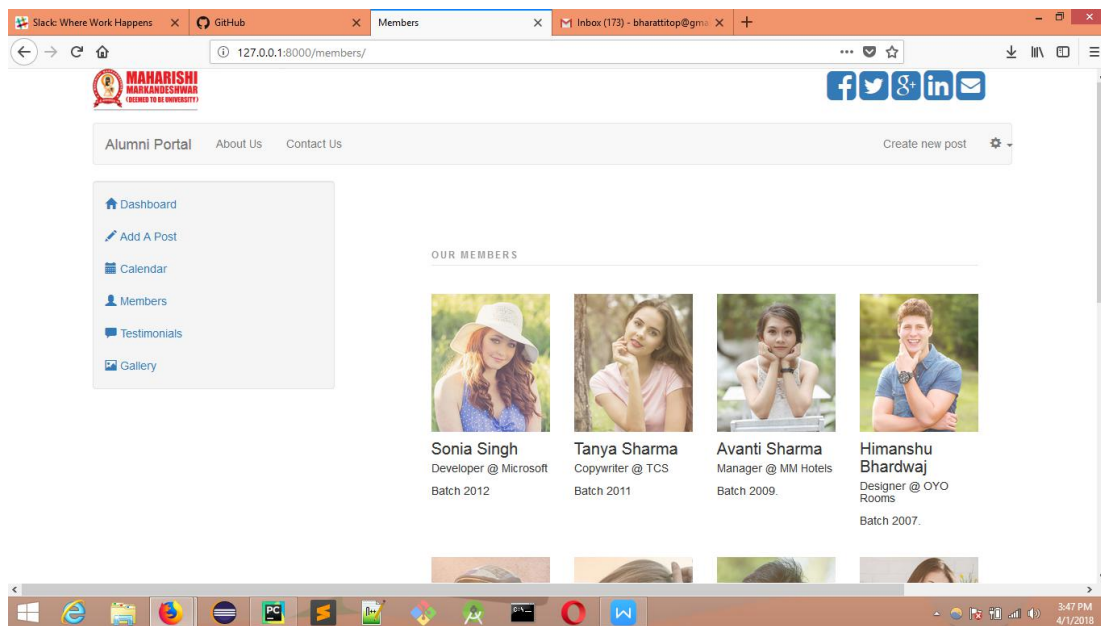 Slack: Where Work Happens
GitHub
Members
Inbox (173) - bharattitop@gma
127.0.0.1:8000/members/
MAHARISHI
MARKANDESHWAR
(DEEMED TO BE UNIVERSITY)
Alumni Portal About Us Contact Us Create new post
Dashboard
Add A Post
Calendar
Members
Testimonials
Gallery
OUR MEMBERS
Sonia Singh
Developer @ Microsoft
Batch 2012
Tanya Sharma
Copywriter @ TCS
Batch 2011
Avanti Sharma
Manager @ MM Hotels
Batch 2009.
Himanshu
Bhardwaj
Designer @ OYO
Rooms
Batch 2007.
3:47 PM
4/1/2018